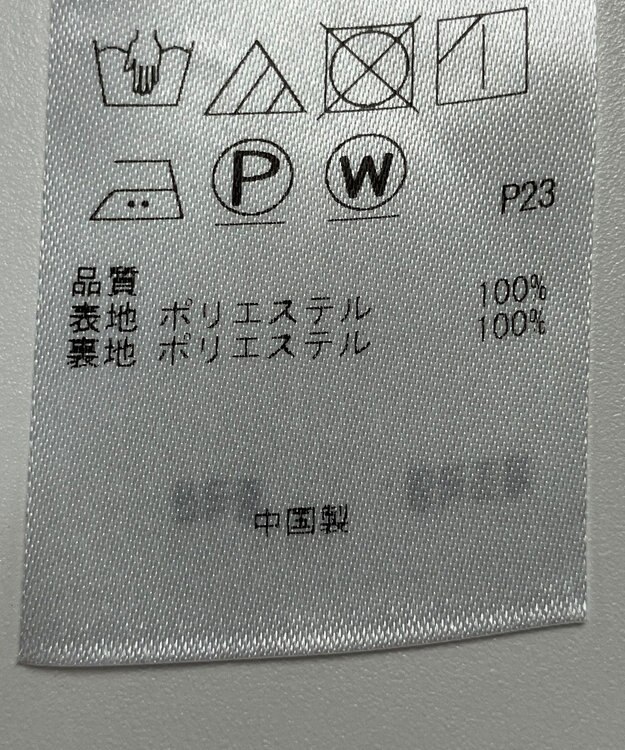 P W P23
品質
表地 ポリエステル 100%
裏地 ポリエステル 100%
中国製